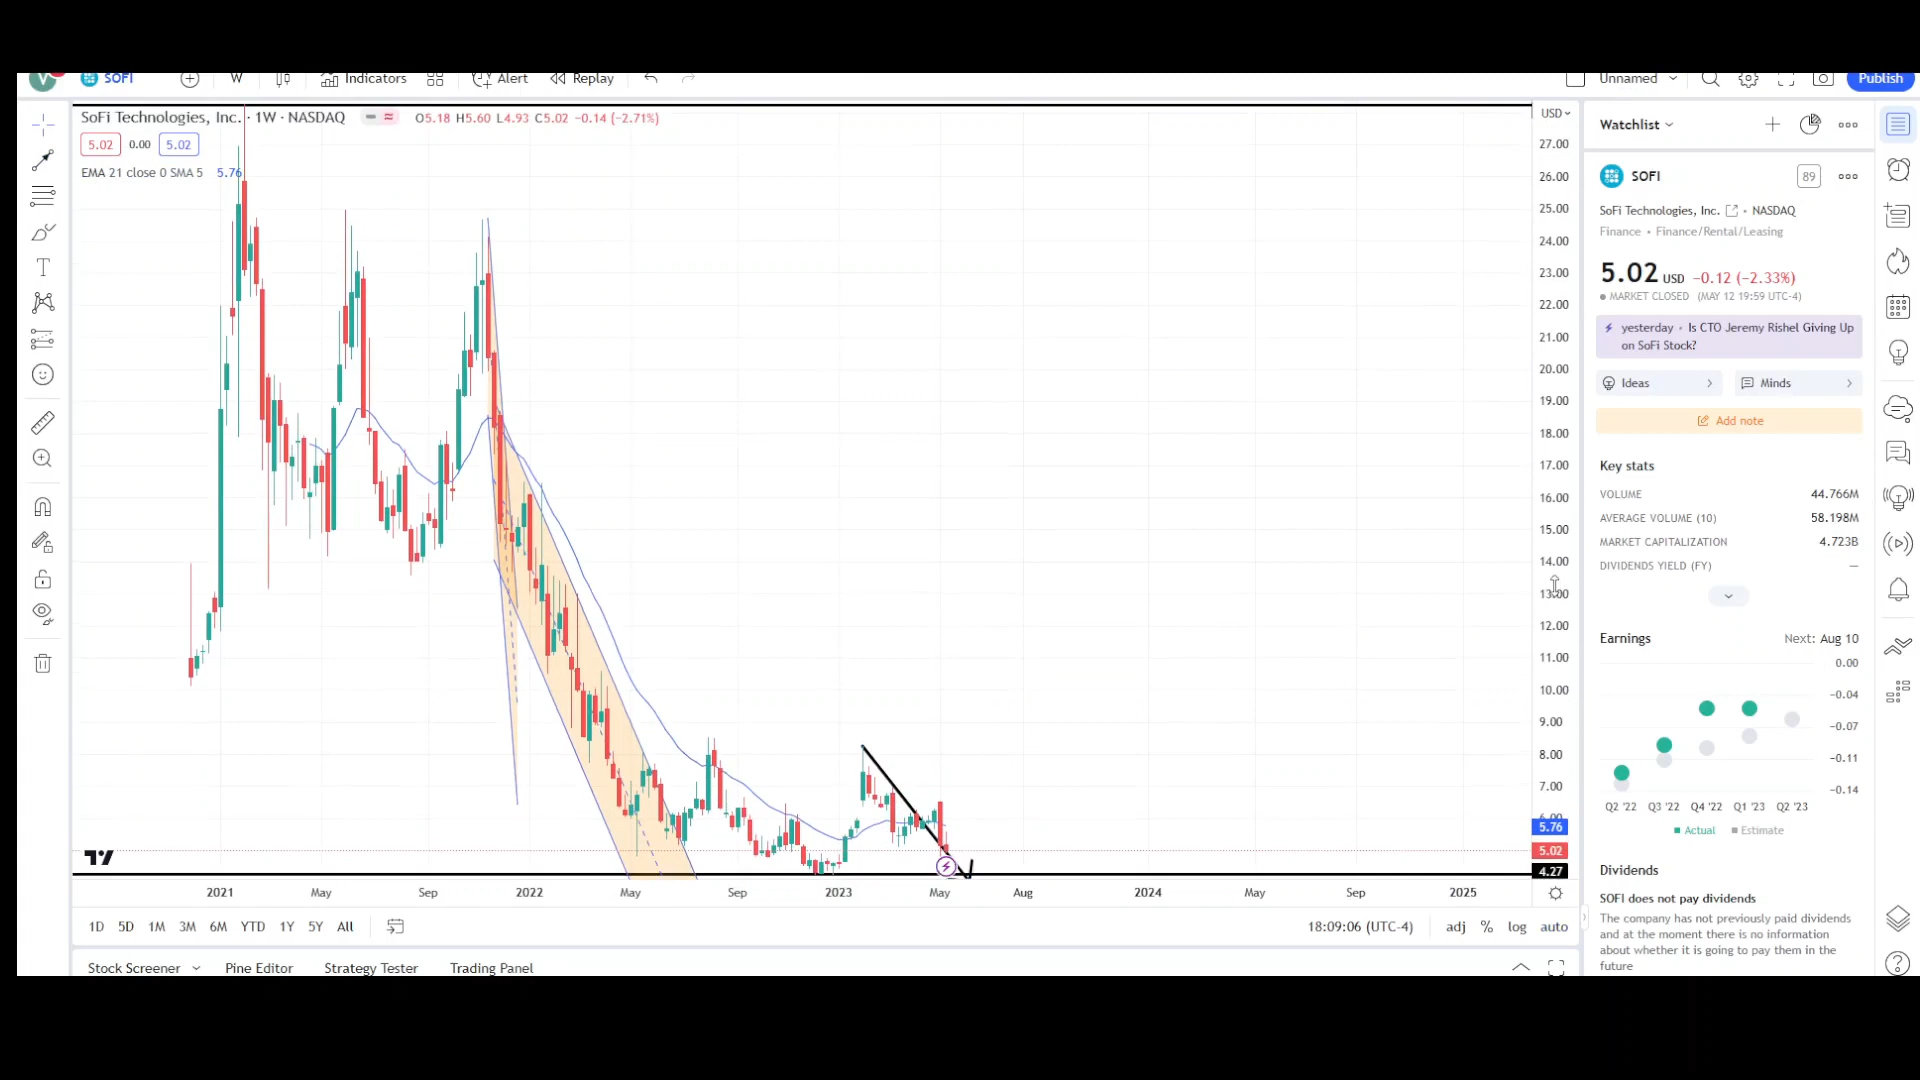 V SOFI W Indicators Alert Replay Unnamed Publish
SoFi Technologies, Inc. · 1W · NASDAQ O5.18 H5.60 L4.93 C5.02 −0.14 (−2.71%)
5.02 0.00 5.02
EMA 21 close 0 SMA 5 5.76
USD
27.00
26.00
25.00
24.00
23.00
22.00
21.00
20.00
19.00
18.00
17.00
16.00
15.00
14.00
13.00
12.00
11.00
10.00
9.00
8.00
7.00
6.00
5.76
5.02
4.27
2021 May Sep 2022 May Sep 2023 May Aug 2024 May Sep 2025
1D 5D 1M 3M 6M YTD 1Y 5Y All 18:09:06 (UTC-4) adj % log auto
Stock Screener Pine Editor Strategy Tester Trading Panel
Watchlist
SOFI 89
SoFi Technologies, Inc. • NASDAQ
Finance • Finance/Rental/Leasing
5.02 USD −0.12 (−2.33%)
MARKET CLOSED (MAY 12 19:59 UTC-4)
yesterday • Is CTO Jeremy Rishel Giving Up
on SoFi Stock?
Ideas Minds
Add note
Key stats
VOLUME 44.766M
AVERAGE VOLUME (10) 58.198M
MARKET CAPITALIZATION 4.723B
DIVIDENDS YIELD (FY) —
Earnings Next: Aug 10
0.00
−0.04
−0.07
−0.11
−0.14
Q2 '22 Q3 '22 Q4 '22 Q1 '23 Q2 '23
Actual Estimate
Dividends
SOFI does not pay dividends
The company has not previously paid dividends
and at the moment there is no information
about whether it is going to pay them in the
future